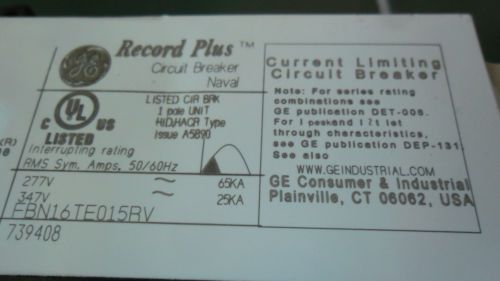 GE Record Plus™
Circuit Breaker
Naval
C UL US
LISTED
LISTED CIR BRK
1 pole UNIT
HID,HACR Type
Issue A5890
(R)
Interrupting rating
RMS Sym. Amps, 50/60Hz
277V ~ 65KA
347V ~ 25KA
FBN16TE015RV
739408
Current Limiting
Circuit Breaker
Note: For series rating
combinations see
GE publication DET-008.
For I peak and I²t let
through characteristics,
see GE publication DEP-131
See also
WWW.GEINDUSTRIAL.COM
GE Consumer & Industrial
Plainville, CT 06062, USA